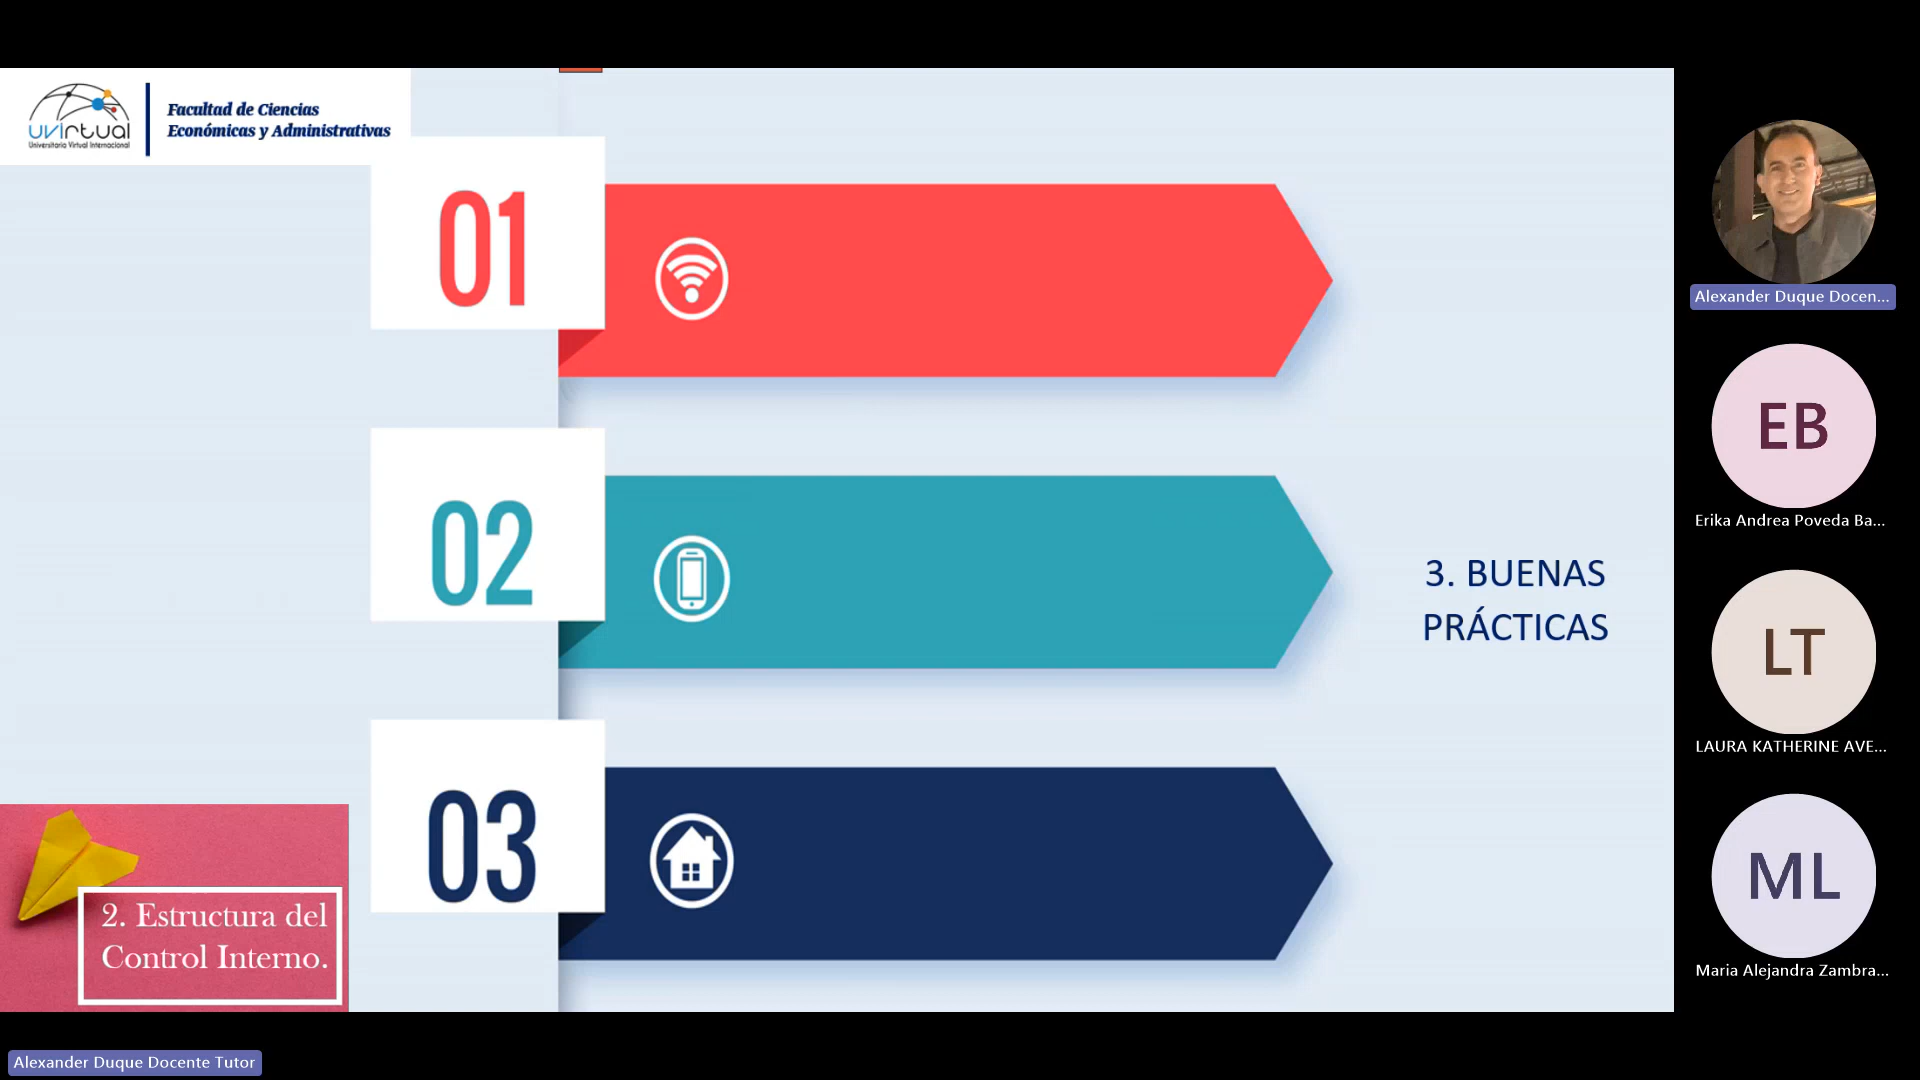 uvirtual
Universitaria Virtual Internacional
Facultad de Ciencias
Económicas y Administrativas
01
02
03
3. BUENAS
PRÁCTICAS
2. Estructura del
Control Interno.
Alexander Duque Docen...
EB
Erika Andrea Poveda Ba...
LT
LAURA KATHERINE AVE...
ML
Maria Alejandra Zambra...
Alexander Duque Docente Tutor